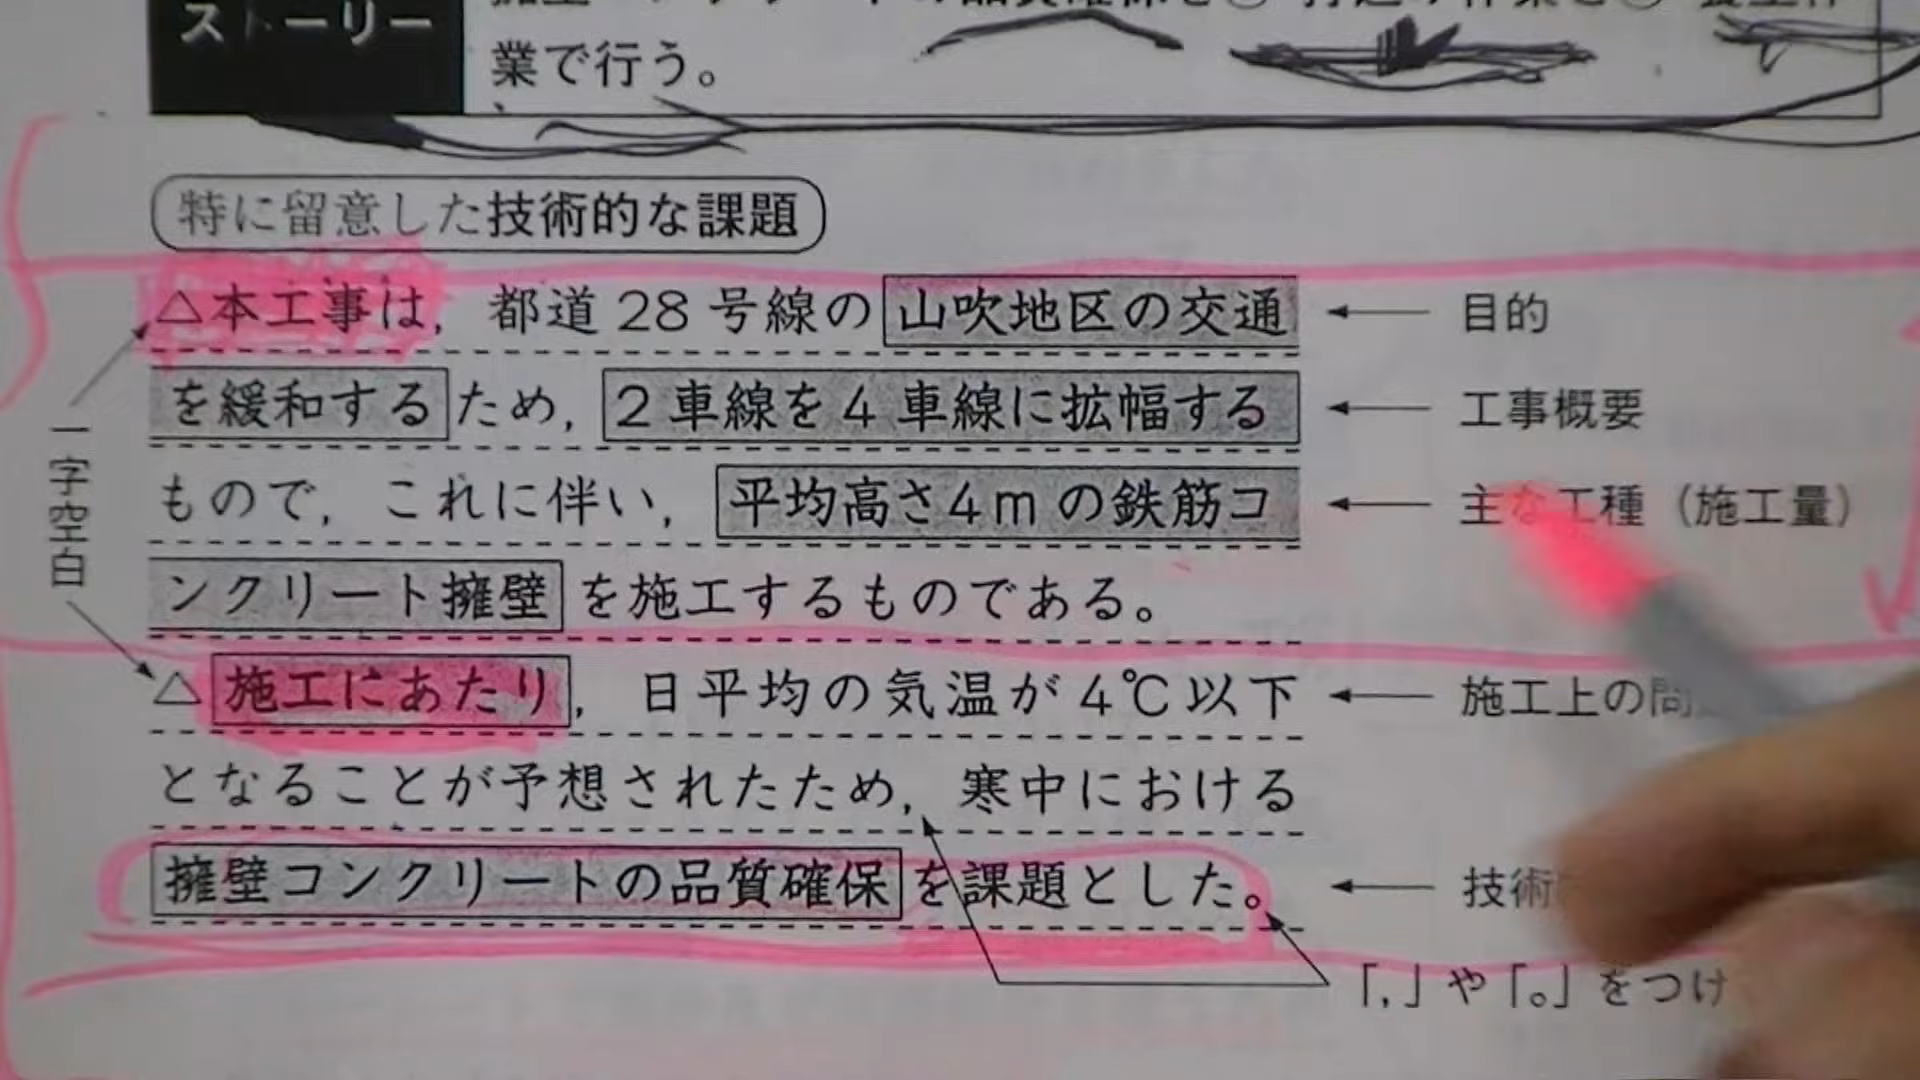 ストーリー
業で行う。
特に留意した技術的な課題
△本工事は，都道28号線の山吹地区の交通 ← 目的
を緩和するため，2車線を4車線に拡幅する ← 工事概要
もので，これに伴い，平均高さ4mの鉄筋コ ← 主な工種（施工量）
ンクリート擁壁を施工するものである。
一字空白
△施工にあたり，日平均の気温が4℃以下 ← 施工上の問
となることが予想されたため，寒中における
擁壁コンクリートの品質確保を課題とした。 ← 技術
「，」や「。」をつけ